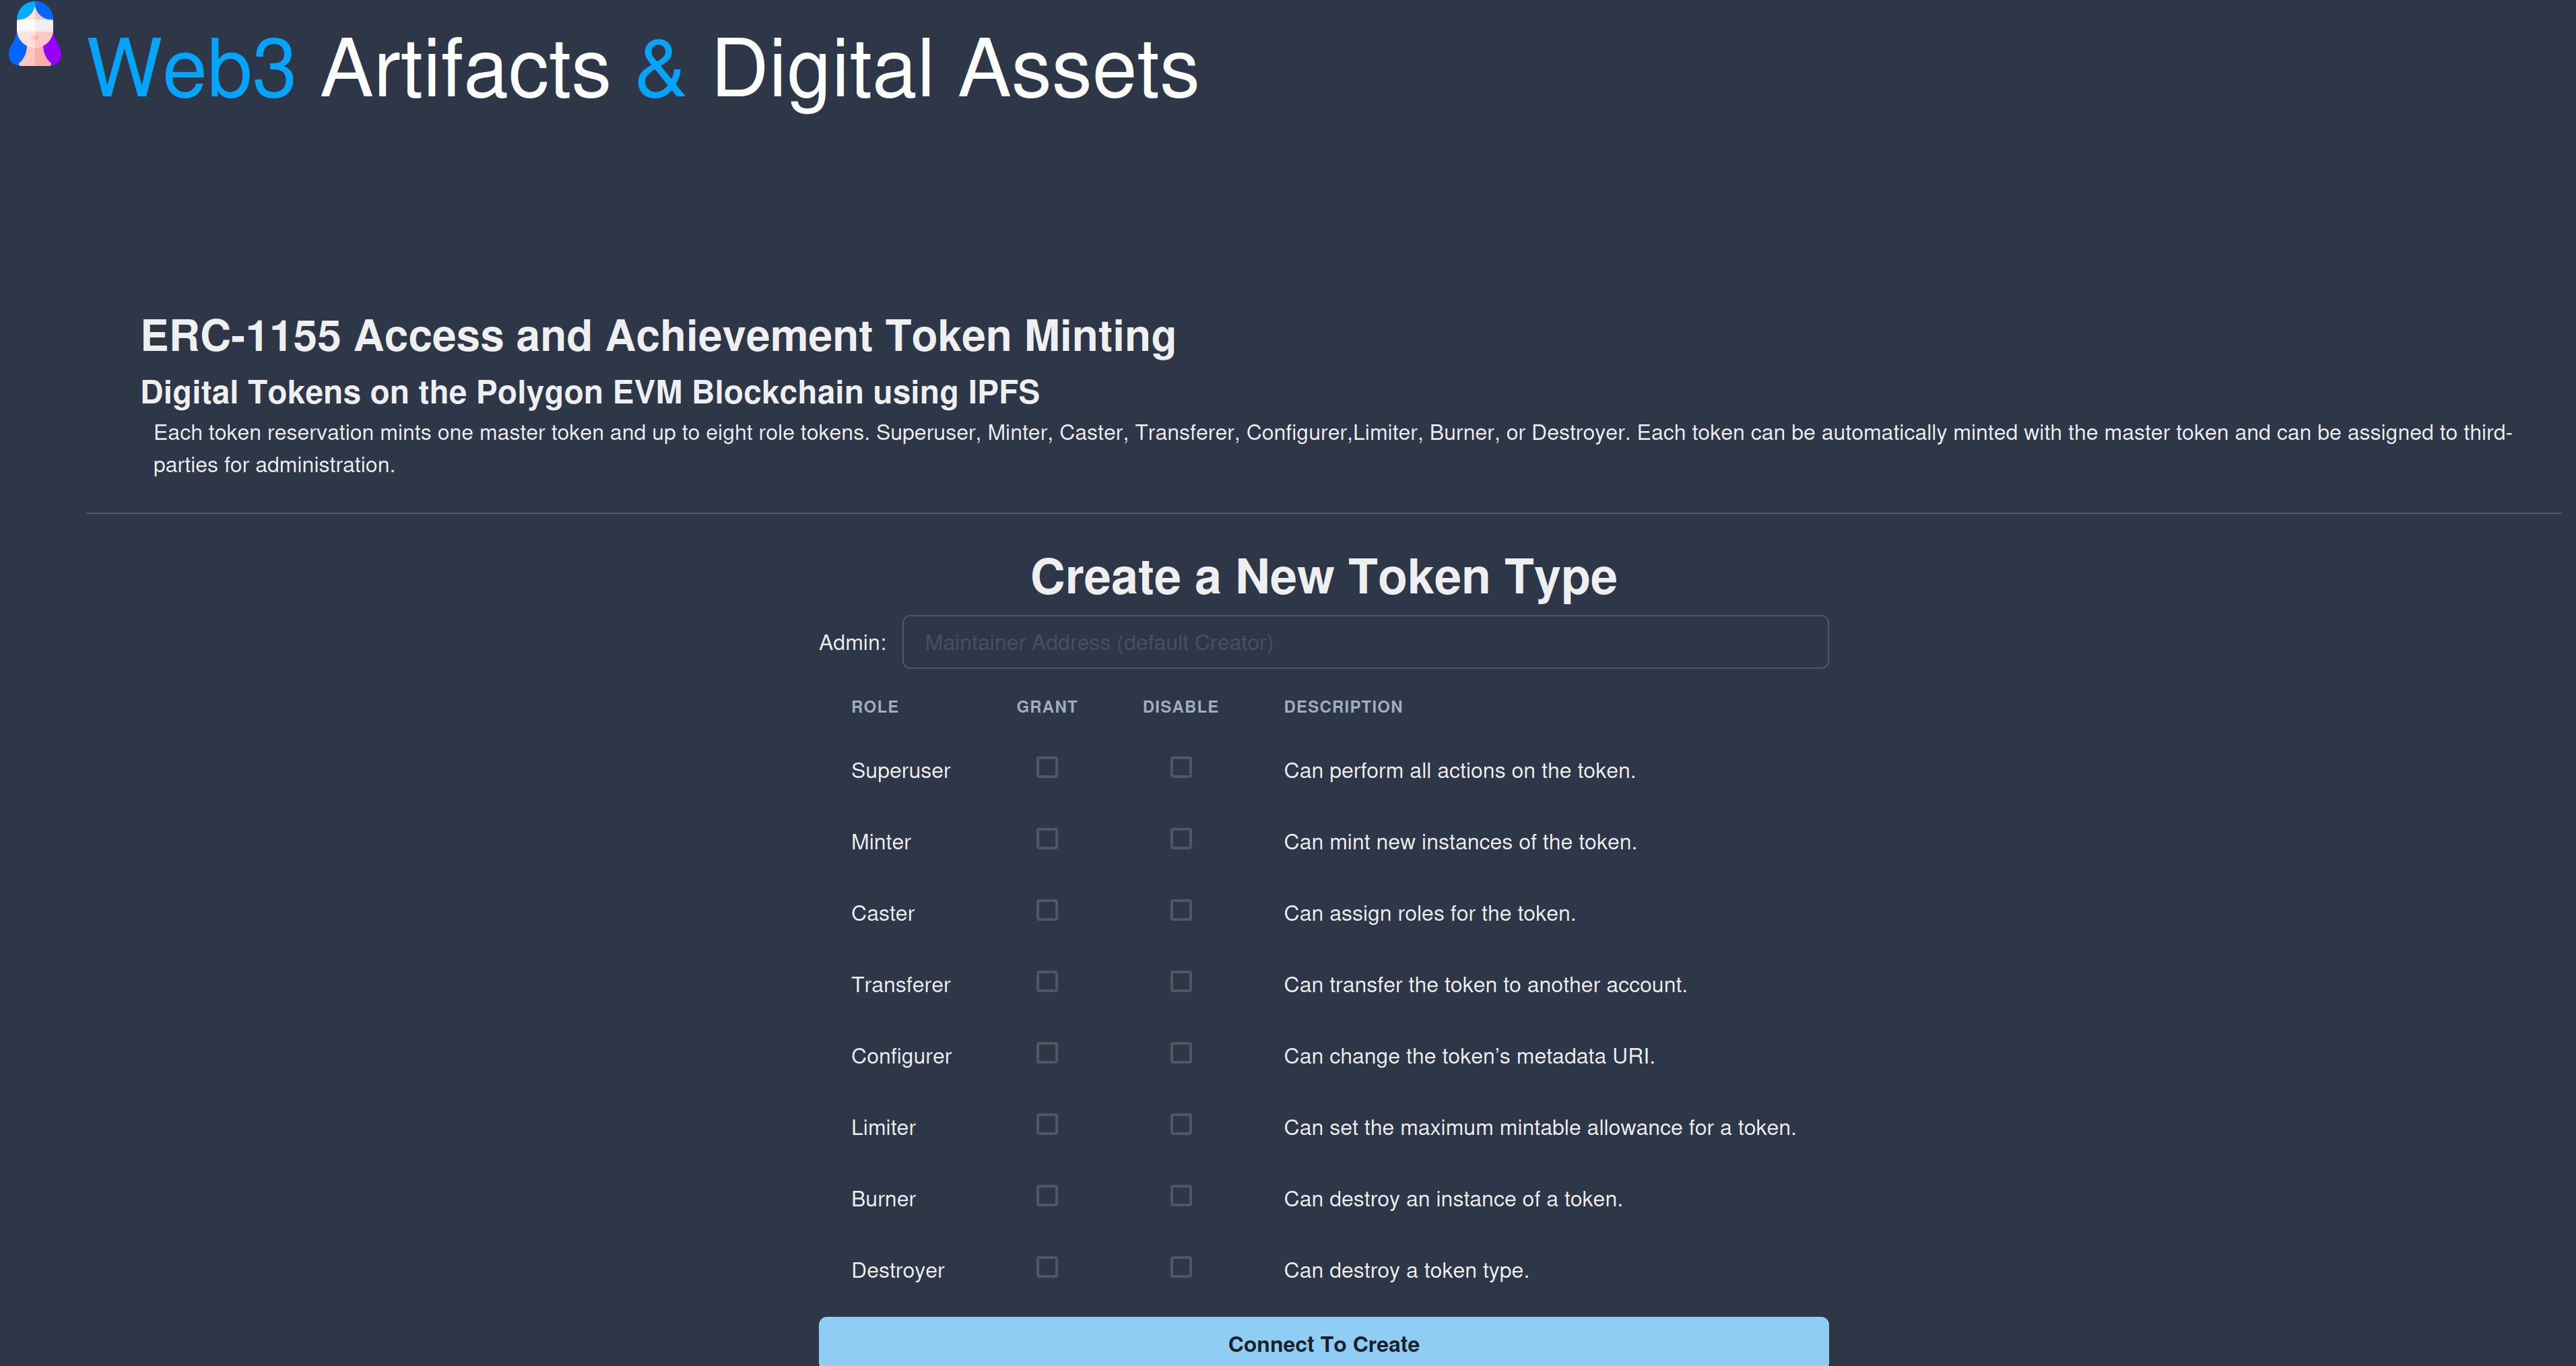 Web3 Artifacts & Digital Assets
ERC-1155 Access and Achievement Token Minting
Digital Tokens on the Polygon EVM Blockchain using IPFS
Each token reservation mints one master token and up to eight role tokens. Superuser, Minter, Caster, Transferer, Configurer,Limiter, Burner, or Destroyer. Each token can be automatically minted with the master token and can be assigned to third-
parties for administration.
Create a New Token Type
Admin: Maintainer Address (default Creator)
ROLE GRANT DISABLE DESCRIPTION
Superuser Can perform all actions on the token.
Minter Can mint new instances of the token.
Caster Can assign roles for the token.
Transferer Can transfer the token to another account.
Configurer Can change the token’s metadata URI.
Limiter Can set the maximum mintable allowance for a token.
Burner Can destroy an instance of a token.
Destroyer Can destroy a token type.
Connect To Create